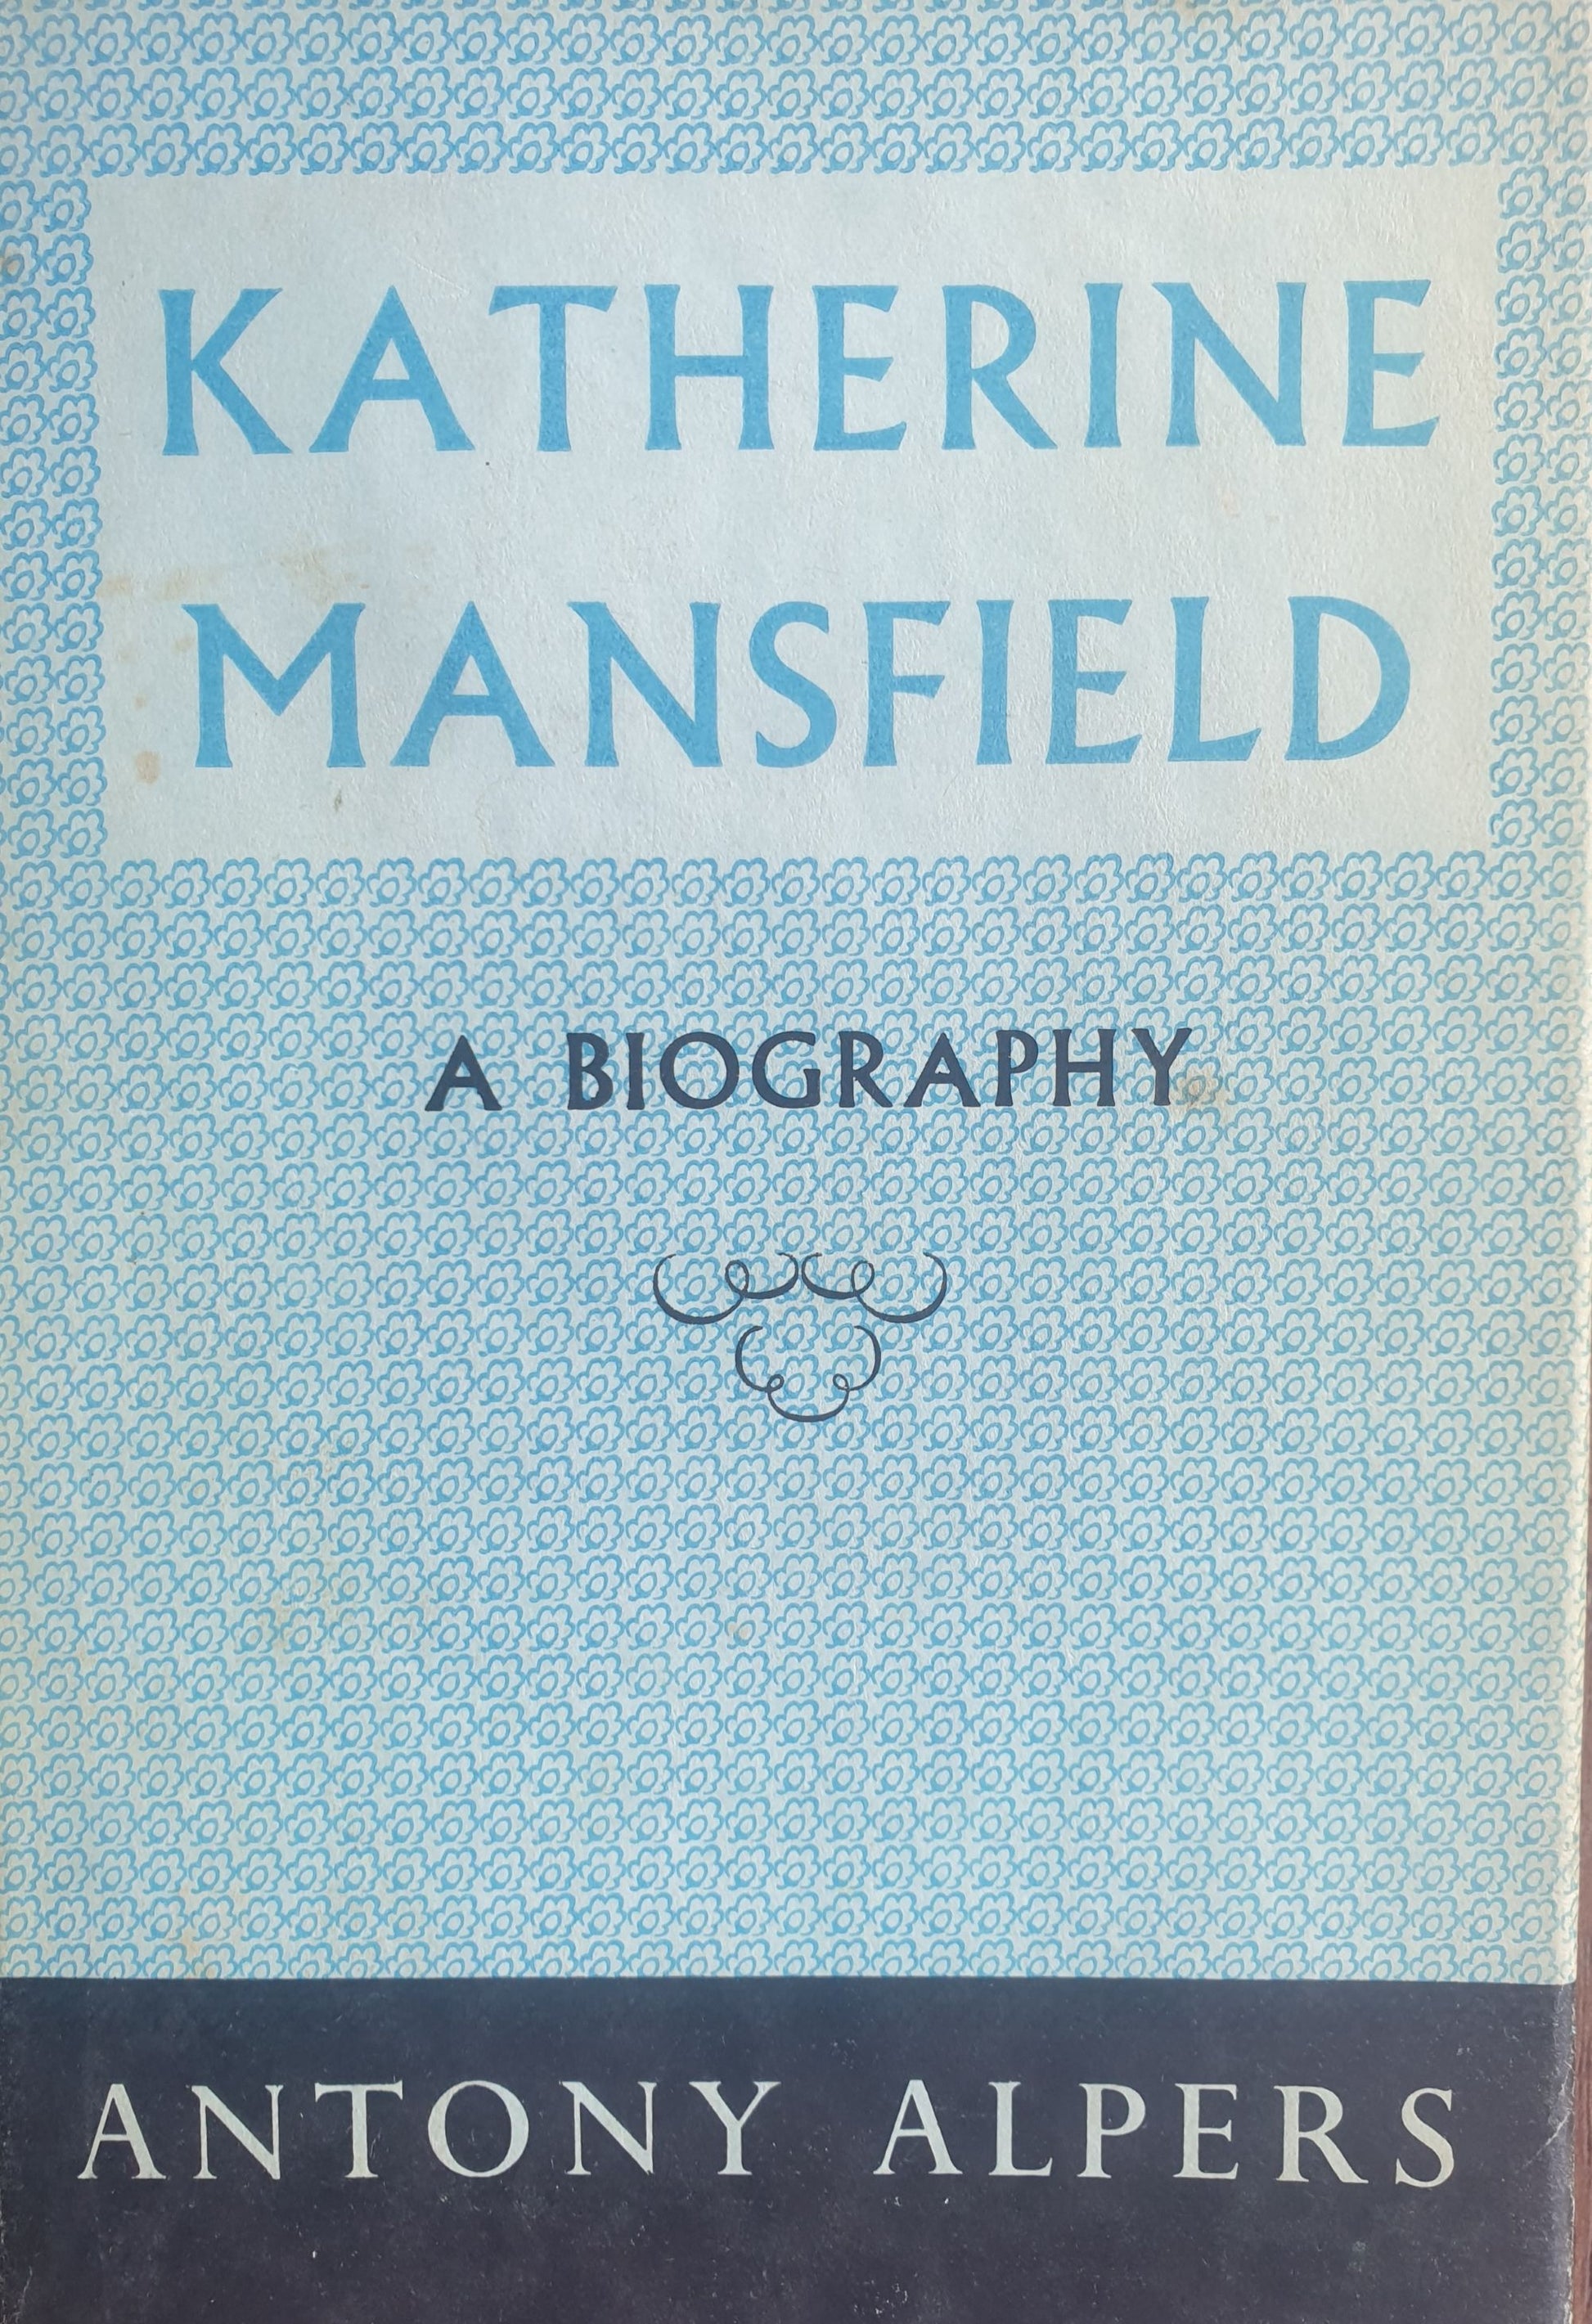 KATHERINE
MANSFIELD
A BIOGRAPHY
ANTONY ALPERS